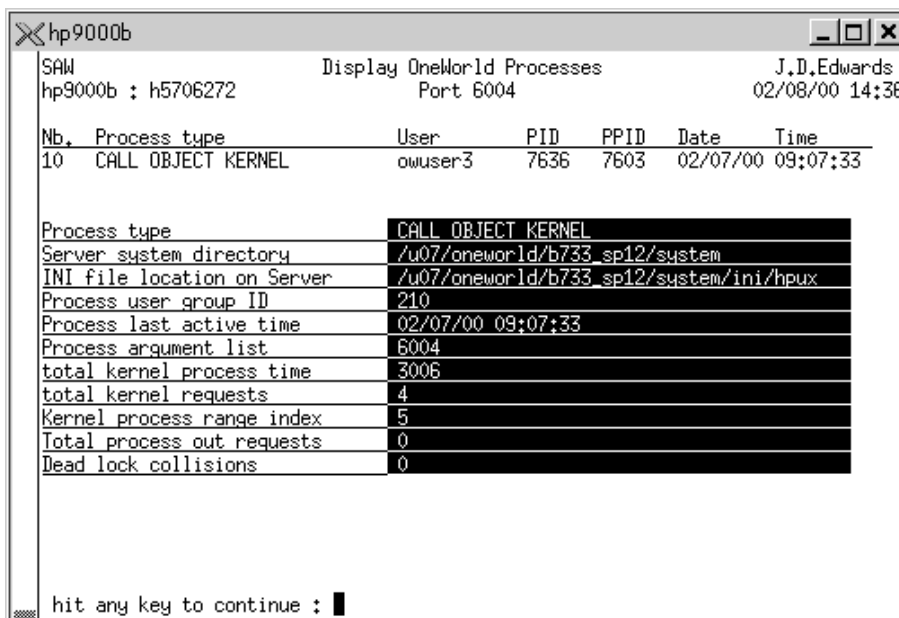 hp9000b
SAW Display OneWorld Processes J.D.Edwards
hp9000b : h5706272 Port 6004 02/08/00 14:36
Nb. Process type User PID PPID Date Time
10 CALL OBJECT KERNEL owuser3 7636 7603 02/07/00 09:07:33
Process type CALL OBJECT KERNEL
Server system directory /u07/oneworld/b733_sp12/system
INI file location on Server /u07/oneworld/b733_sp12/system/ini/hpux
Process user group ID 210
Process last active time 02/07/00 09:07:33
Process argument list 6004
total kernel process time 3006
total kernel requests 4
Kernel process range index 5
Total process out requests 0
Dead lock collisions 0
hit any key to continue :